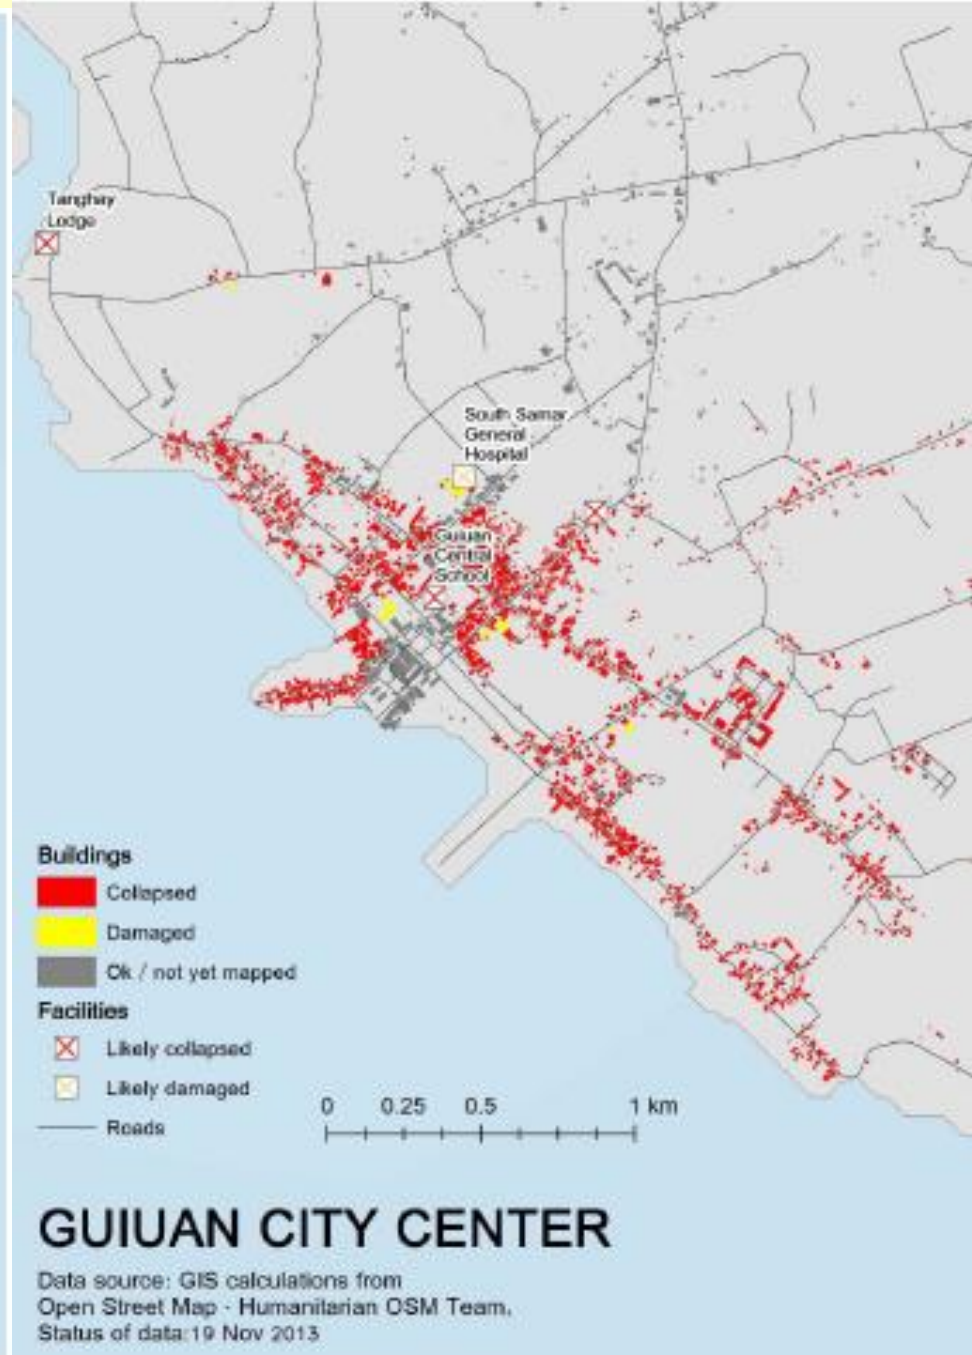 Tanghay
Lodge
South Samar
General
Hospital
Guiuan
Central
School
Buildings
Collapsed
Damaged
Ok / not yet mapped
Facilities
Likely collapsed
Likely damaged
Roads
0 0.25 0.5 1 km
GUIUAN CITY CENTER
Data source: GIS calculations from
Open Street Map - Humanitarian OSM Team.
Status of data:19 Nov 2013